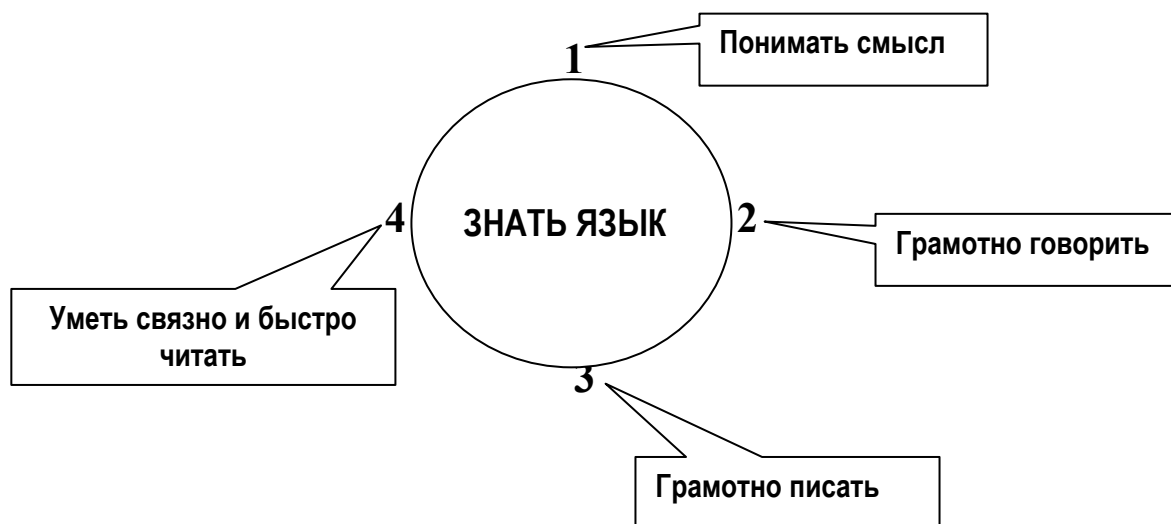 1
Понимать смысл
4
ЗНАТЬ ЯЗЫК
2
Грамотно говорить
Уметь связно и быстро
читать
3
Грамотно писать